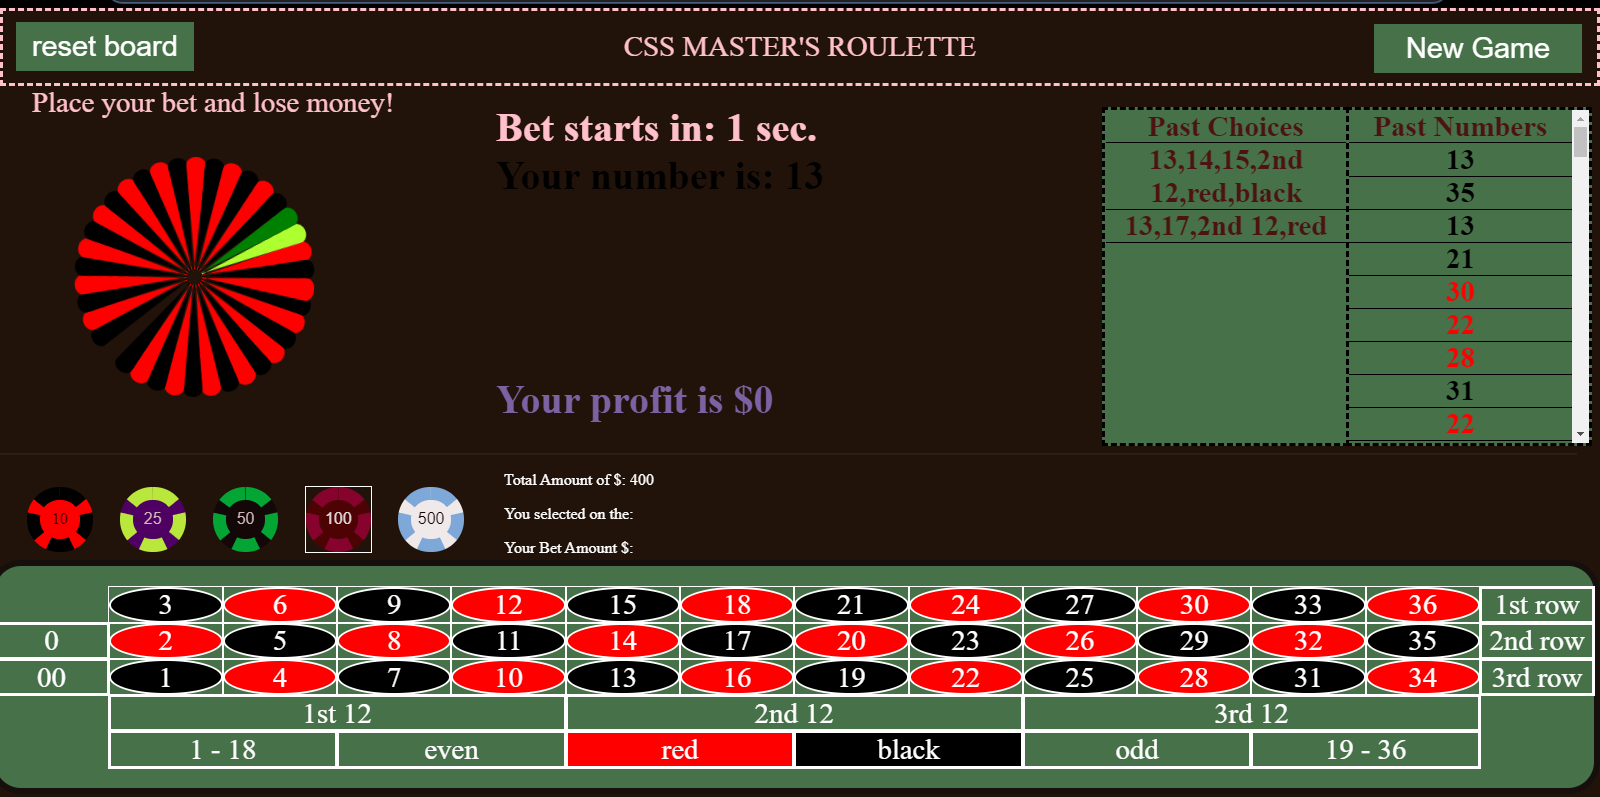 reset board
CSS MASTER'S ROULETTE
New Game
Place your bet and lose money!
Bet starts in: 1 sec.
Your number is: 13
Your profit is $0
Past Choices
13,14,15,2nd
12,red,black
13,17,2nd 12,red
Past Numbers
13
35
13
21
30
22
28
31
22
10
25
50
100
500
Total Amount of $: 400
You selected on the:
Your Bet Amount $:
3 6 9 12 15 18 21 24 27 30 33 36 1st row
0 2 5 8 11 14 17 20 23 26 29 32 35 2nd row
00 1 4 7 10 13 16 19 22 25 28 31 34 3rd row
1st 12 2nd 12 3rd 12
1 - 18 even red black odd 19 - 36